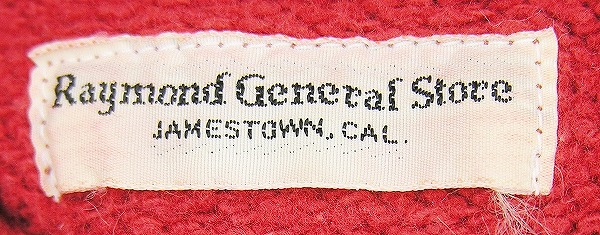 Raymond General Store
JAMESTOWN, CAL.